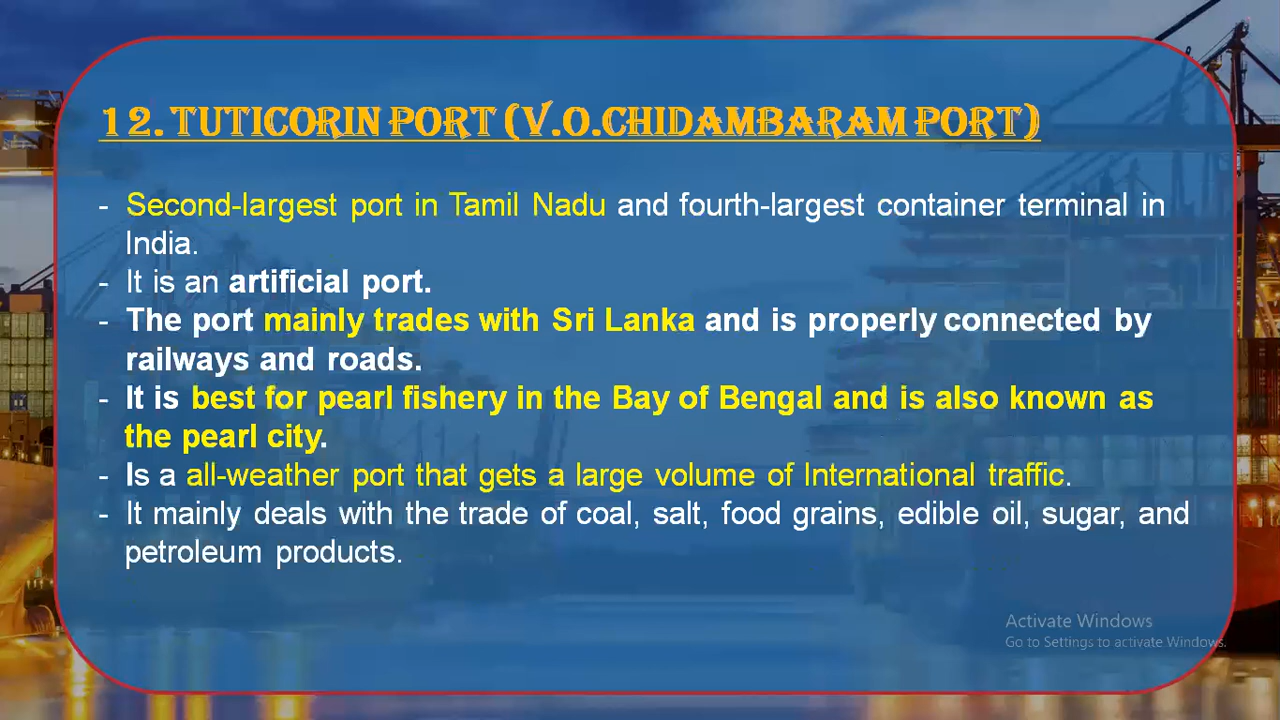 12. TUTICORIN PORT (V.O.CHIDAMBARAM PORT)
- Second-largest port in Tamil Nadu and fourth-largest container terminal in
India.
- It is an artificial port.
- The port mainly trades with Sri Lanka and is properly connected by
railways and roads.
- It is best for pearl fishery in the Bay of Bengal and is also known as
the pearl city.
- Is a all-weather port that gets a large volume of International traffic.
- It mainly deals with the trade of coal, salt, food grains, edible oil, sugar, and
petroleum products.
Activate Windows
Go to Settings to activate Windows.